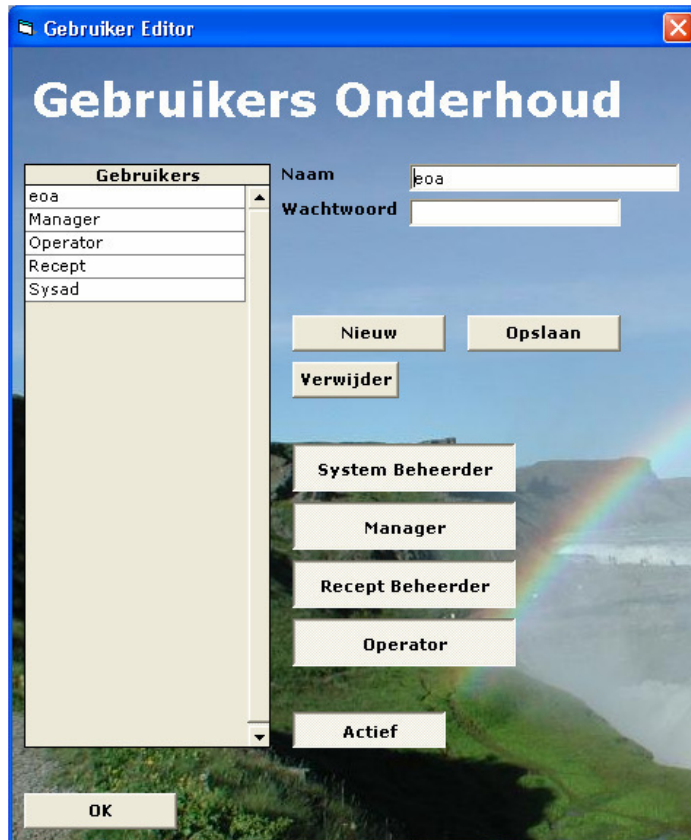 Gebruiker Editor
Gebruikers Onderhoud
Gebruikers
eoa
Manager
Operator
Recept
Sysad
Naam
eoa
Wachtwoord
Nieuw
Opslaan
Verwijder
System Beheerder
Manager
Recept Beheerder
Operator
Actief
OK